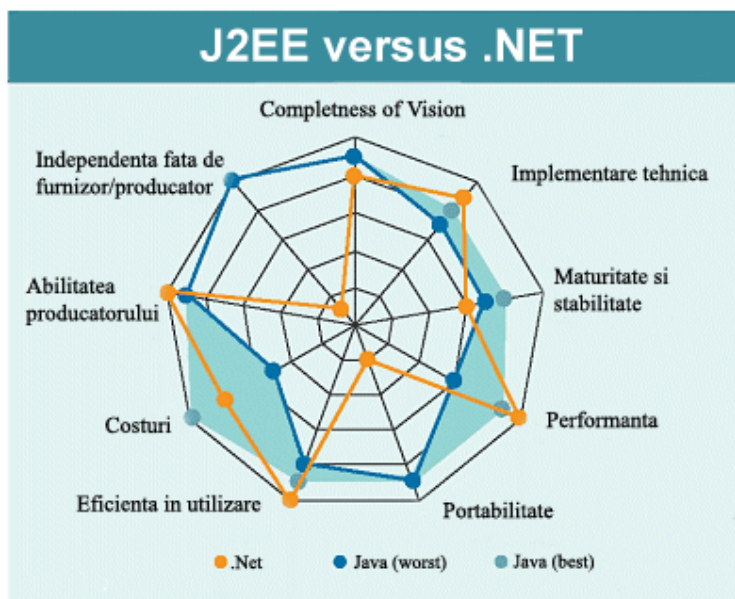 J2EE versus .NET
Completness of Vision
Independenta fata de
furnizor/producator
Implementare tehnica
Abilitatea
producatorului
Maturitate si
stabilitate
Costuri
Performanta
Eficienta in utilizare
Portabilitate
.Net
Java (worst)
Java (best)